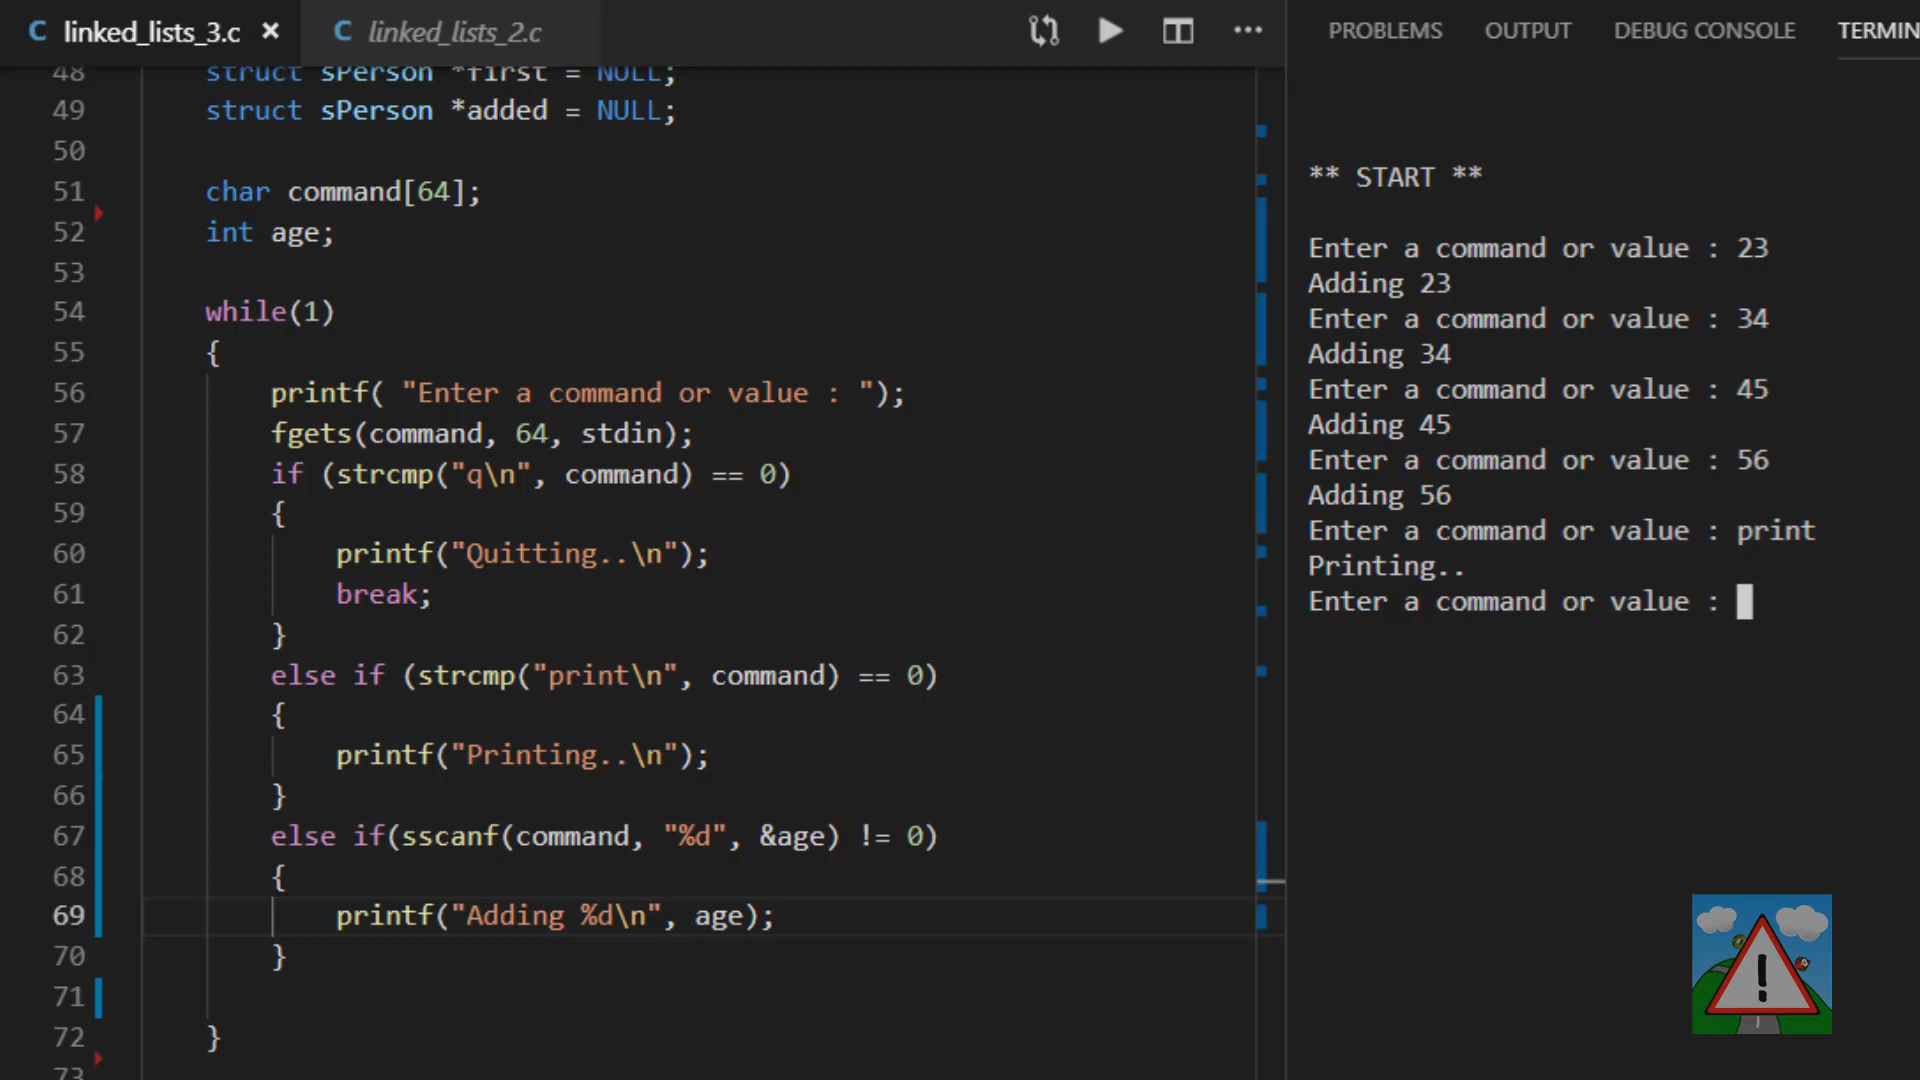 C linked_lists_3.c ×
C linked_lists_2.c
48 struct sPerson *first = NULL;
49 struct sPerson *added = NULL;
50
51 char command[64];
52 int age;
53
54 while(1)
55 {
56 printf( "Enter a command or value : ");
57 fgets(command, 64, stdin);
58 if (strcmp("q\n", command) == 0)
59 {
60 printf("Quitting..\n");
61 break;
62 }
63 else if (strcmp("print\n", command) == 0)
64 {
65 printf("Printing..\n");
66 }
67 else if(sscanf(command, "%d", &age) != 0)
68 {
69 printf("Adding %d\n", age);
70 }
71
72 }
73
PROBLEMS OUTPUT DEBUG CONSOLE TERMIN
** START **
Enter a command or value : 23
Adding 23
Enter a command or value : 34
Adding 34
Enter a command or value : 45
Adding 45
Enter a command or value : 56
Adding 56
Enter a command or value : print
Printing..
Enter a command or value :
!